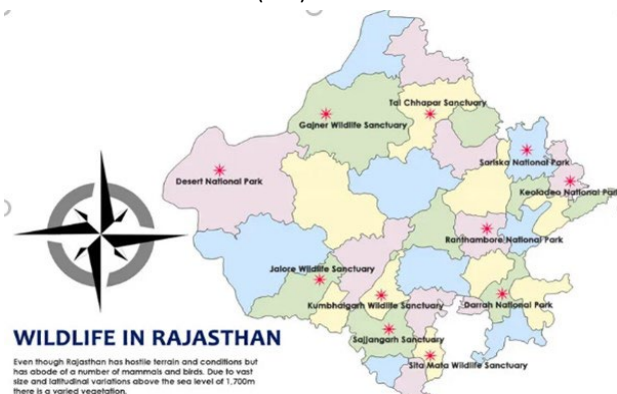 Tal Chhapar Sanctuary
Gajner Wildlife Sanctuary
Sariska National Park
Desert National Park
Keoladeo National Park
Ranthambore National Park
Jalore Wildlife Sanctuary
Kumbhalgarh Wildlife Sanctuary
Darrah National Park
Sajjangarh Sanctuary
Sita Mata Wildlife Sanctuary
WILDLIFE IN RAJASTHAN
Even though Rajasthan has hostile terrain and conditions but
has abode of a number of mammals and birds. Due to vast
size and latitudinal variations above the sea level of 1,700m
there is a varied vegetation.